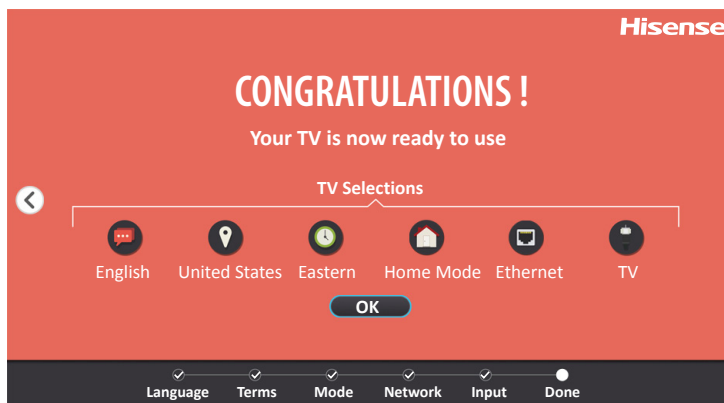 Hisense
CONGRATULATIONS !
Your TV is now ready to use
TV Selections
English United States Eastern Home Mode Ethernet TV
OK
Language Terms Mode Network Input Done